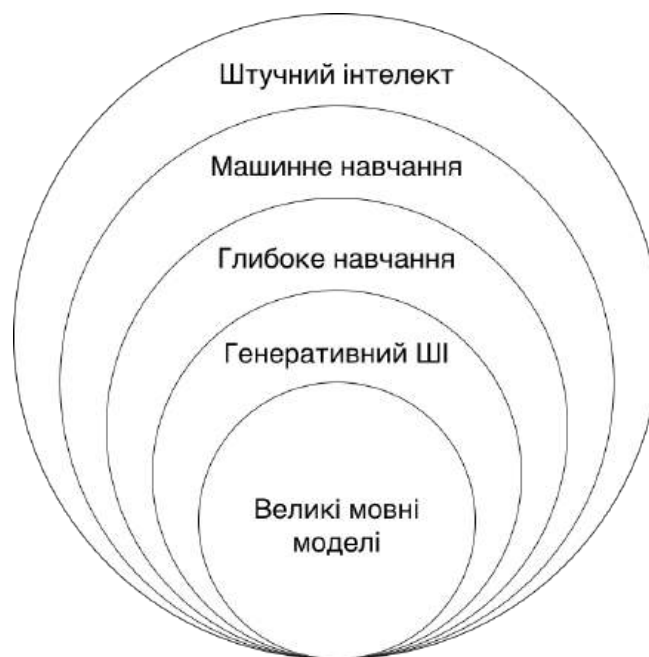 Штучний інтелект
Машинне навчання
Глибоке навчання
Генеративний ШІ
Великі мовні
моделі